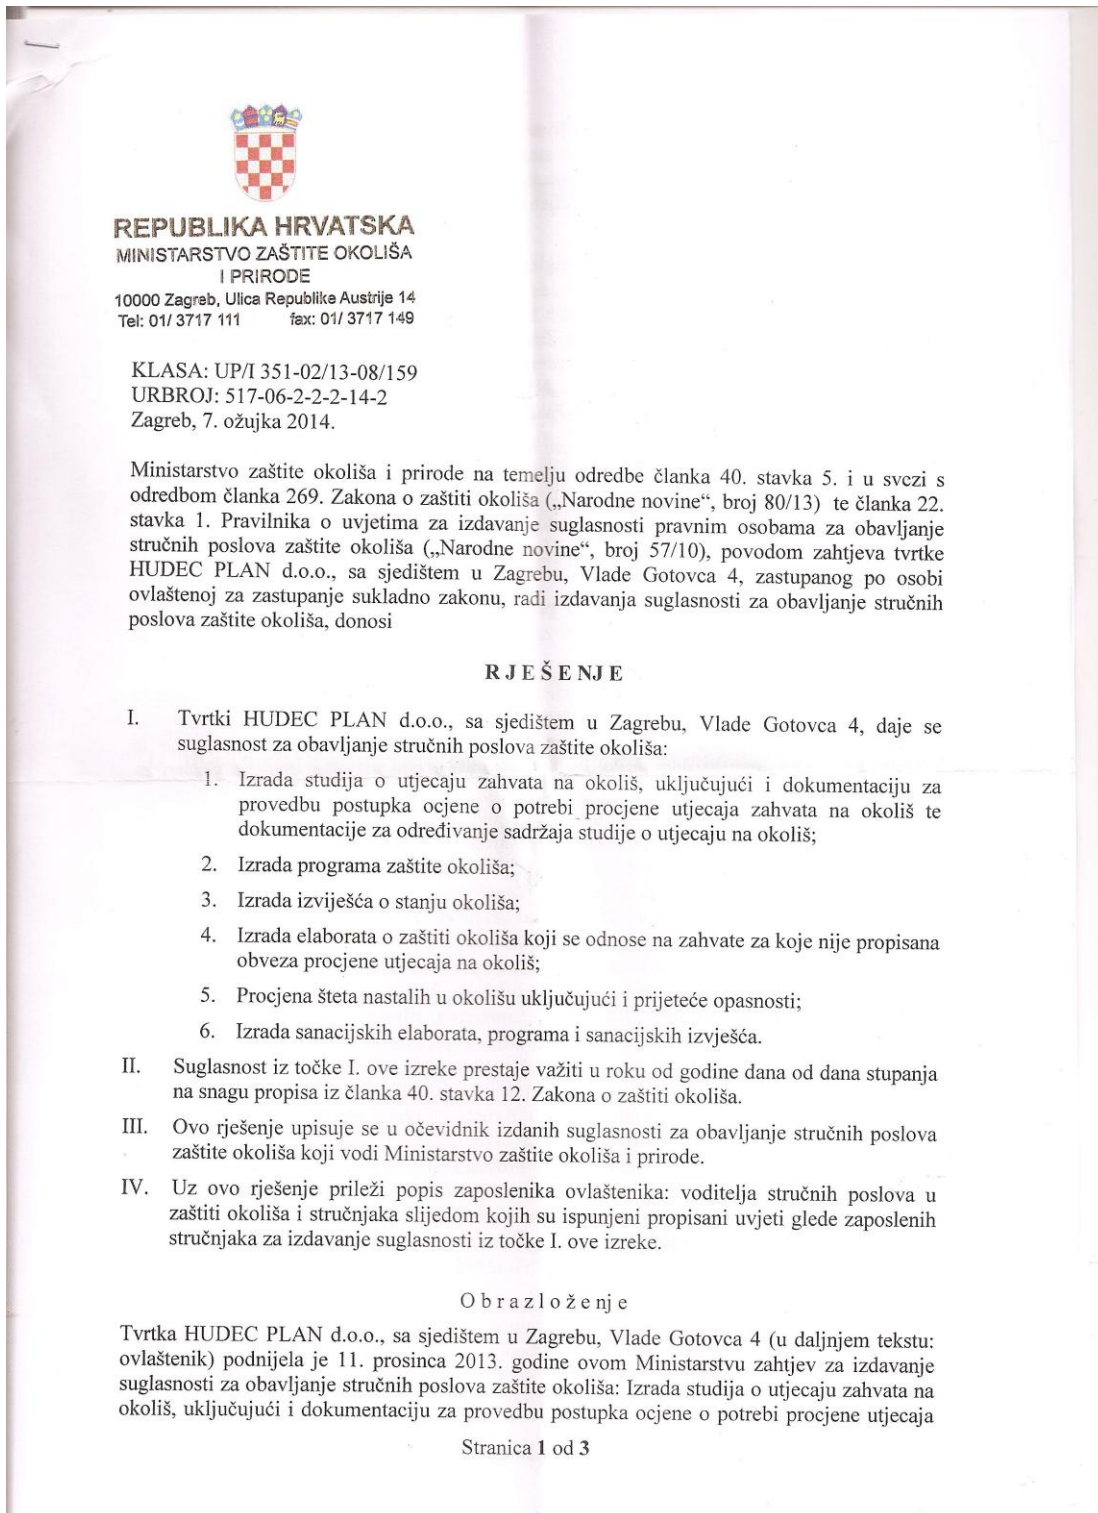 REPUBLIKA HRVATSKA
MINISTARSTVO ZAŠTITE OKOLIŠA
I PRIRODE
10000 Zagreb, Ulica Republike Austrije 14
Tel: 01/ 3717 111 fax: 01/ 3717 149
KLASA: UP/I 351-02/13-08/159
URBROJ: 517-06-2-2-2-14-2
Zagreb, 7. ožujka 2014.
Ministarstvo zaštite okoliša i prirode na temelju odredbe članka 40. stavka 5. i u svezi s
odredbom članka 269. Zakona o zaštiti okoliša („Narodne novine“, broj 80/13) te članka 22.
stavka 1. Pravilnika o uvjetima za izdavanje suglasnosti pravnim osobama za obavljanje
stručnih poslova zaštite okoliša („Narodne novine“, broj 57/10), povodom zahtjeva tvrtke
HUDEC PLAN d.o.o., sa sjedištem u Zagrebu, Vlade Gotovca 4, zastupanog po osobi
ovlaštenoj za zastupanje sukladno zakonu, radi izdavanja suglasnosti za obavljanje stručnih
poslova zaštite okoliša, donosi
R J E Š E NJ E
I. Tvrtki HUDEC PLAN d.o.o., sa sjedištem u Zagrebu, Vlade Gotovca 4, daje se
suglasnost za obavljanje stručnih poslova zaštite okoliša:
1. Izrada studija o utjecaju zahvata na okoliš, uključujući i dokumentaciju za
provedbu postupka ocjene o potrebi procjene utjecaja zahvata na okoliš te
dokumentacije za određivanje sadržaja studije o utjecaju na okoliš;
2. Izrada programa zaštite okoliša;
3. Izrada izviješća o stanju okoliša;
4. Izrada elaborata o zaštiti okoliša koji se odnose na zahvate za koje nije propisana
obveza procjene utjecaja na okoliš;
5. Procjena šteta nastalih u okolišu uključujući i prijeteće opasnosti;
6. Izrada sanacijskih elaborata, programa i sanacijskih izvješća.
II. Suglasnost iz točke I. ove izreke prestaje važiti u roku od godine dana od dana stupanja
na snagu propisa iz članka 40. stavka 12. Zakona o zaštiti okoliša.
III. Ovo rješenje upisuje se u očevidnik izdanih suglasnosti za obavljanje stručnih poslova
zaštite okoliša koji vodi Ministarstvo zaštite okoliša i prirode.
IV. Uz ovo rješenje prileži popis zaposlenika ovlaštenika: voditelja stručnih poslova u
zaštiti okoliša i stručnjaka slijedom kojih su ispunjeni propisani uvjeti glede zaposlenih
stručnjaka za izdavanje suglasnosti iz točke I. ove izreke.
O b r a z l o ž e nj e
Tvrtka HUDEC PLAN d.o.o., sa sjedištem u Zagrebu, Vlade Gotovca 4 (u daljnjem tekstu:
ovlaštenik) podnijela je 11. prosinca 2013. godine ovom Ministarstvu zahtjev za izdavanje
suglasnosti za obavljanje stručnih poslova zaštite okoliša: Izrada studija o utjecaju zahvata na
okoliš, uključujući i dokumentaciju za provedbu postupka ocjene o potrebi procjene utjecaja
Stranica 1 od 3